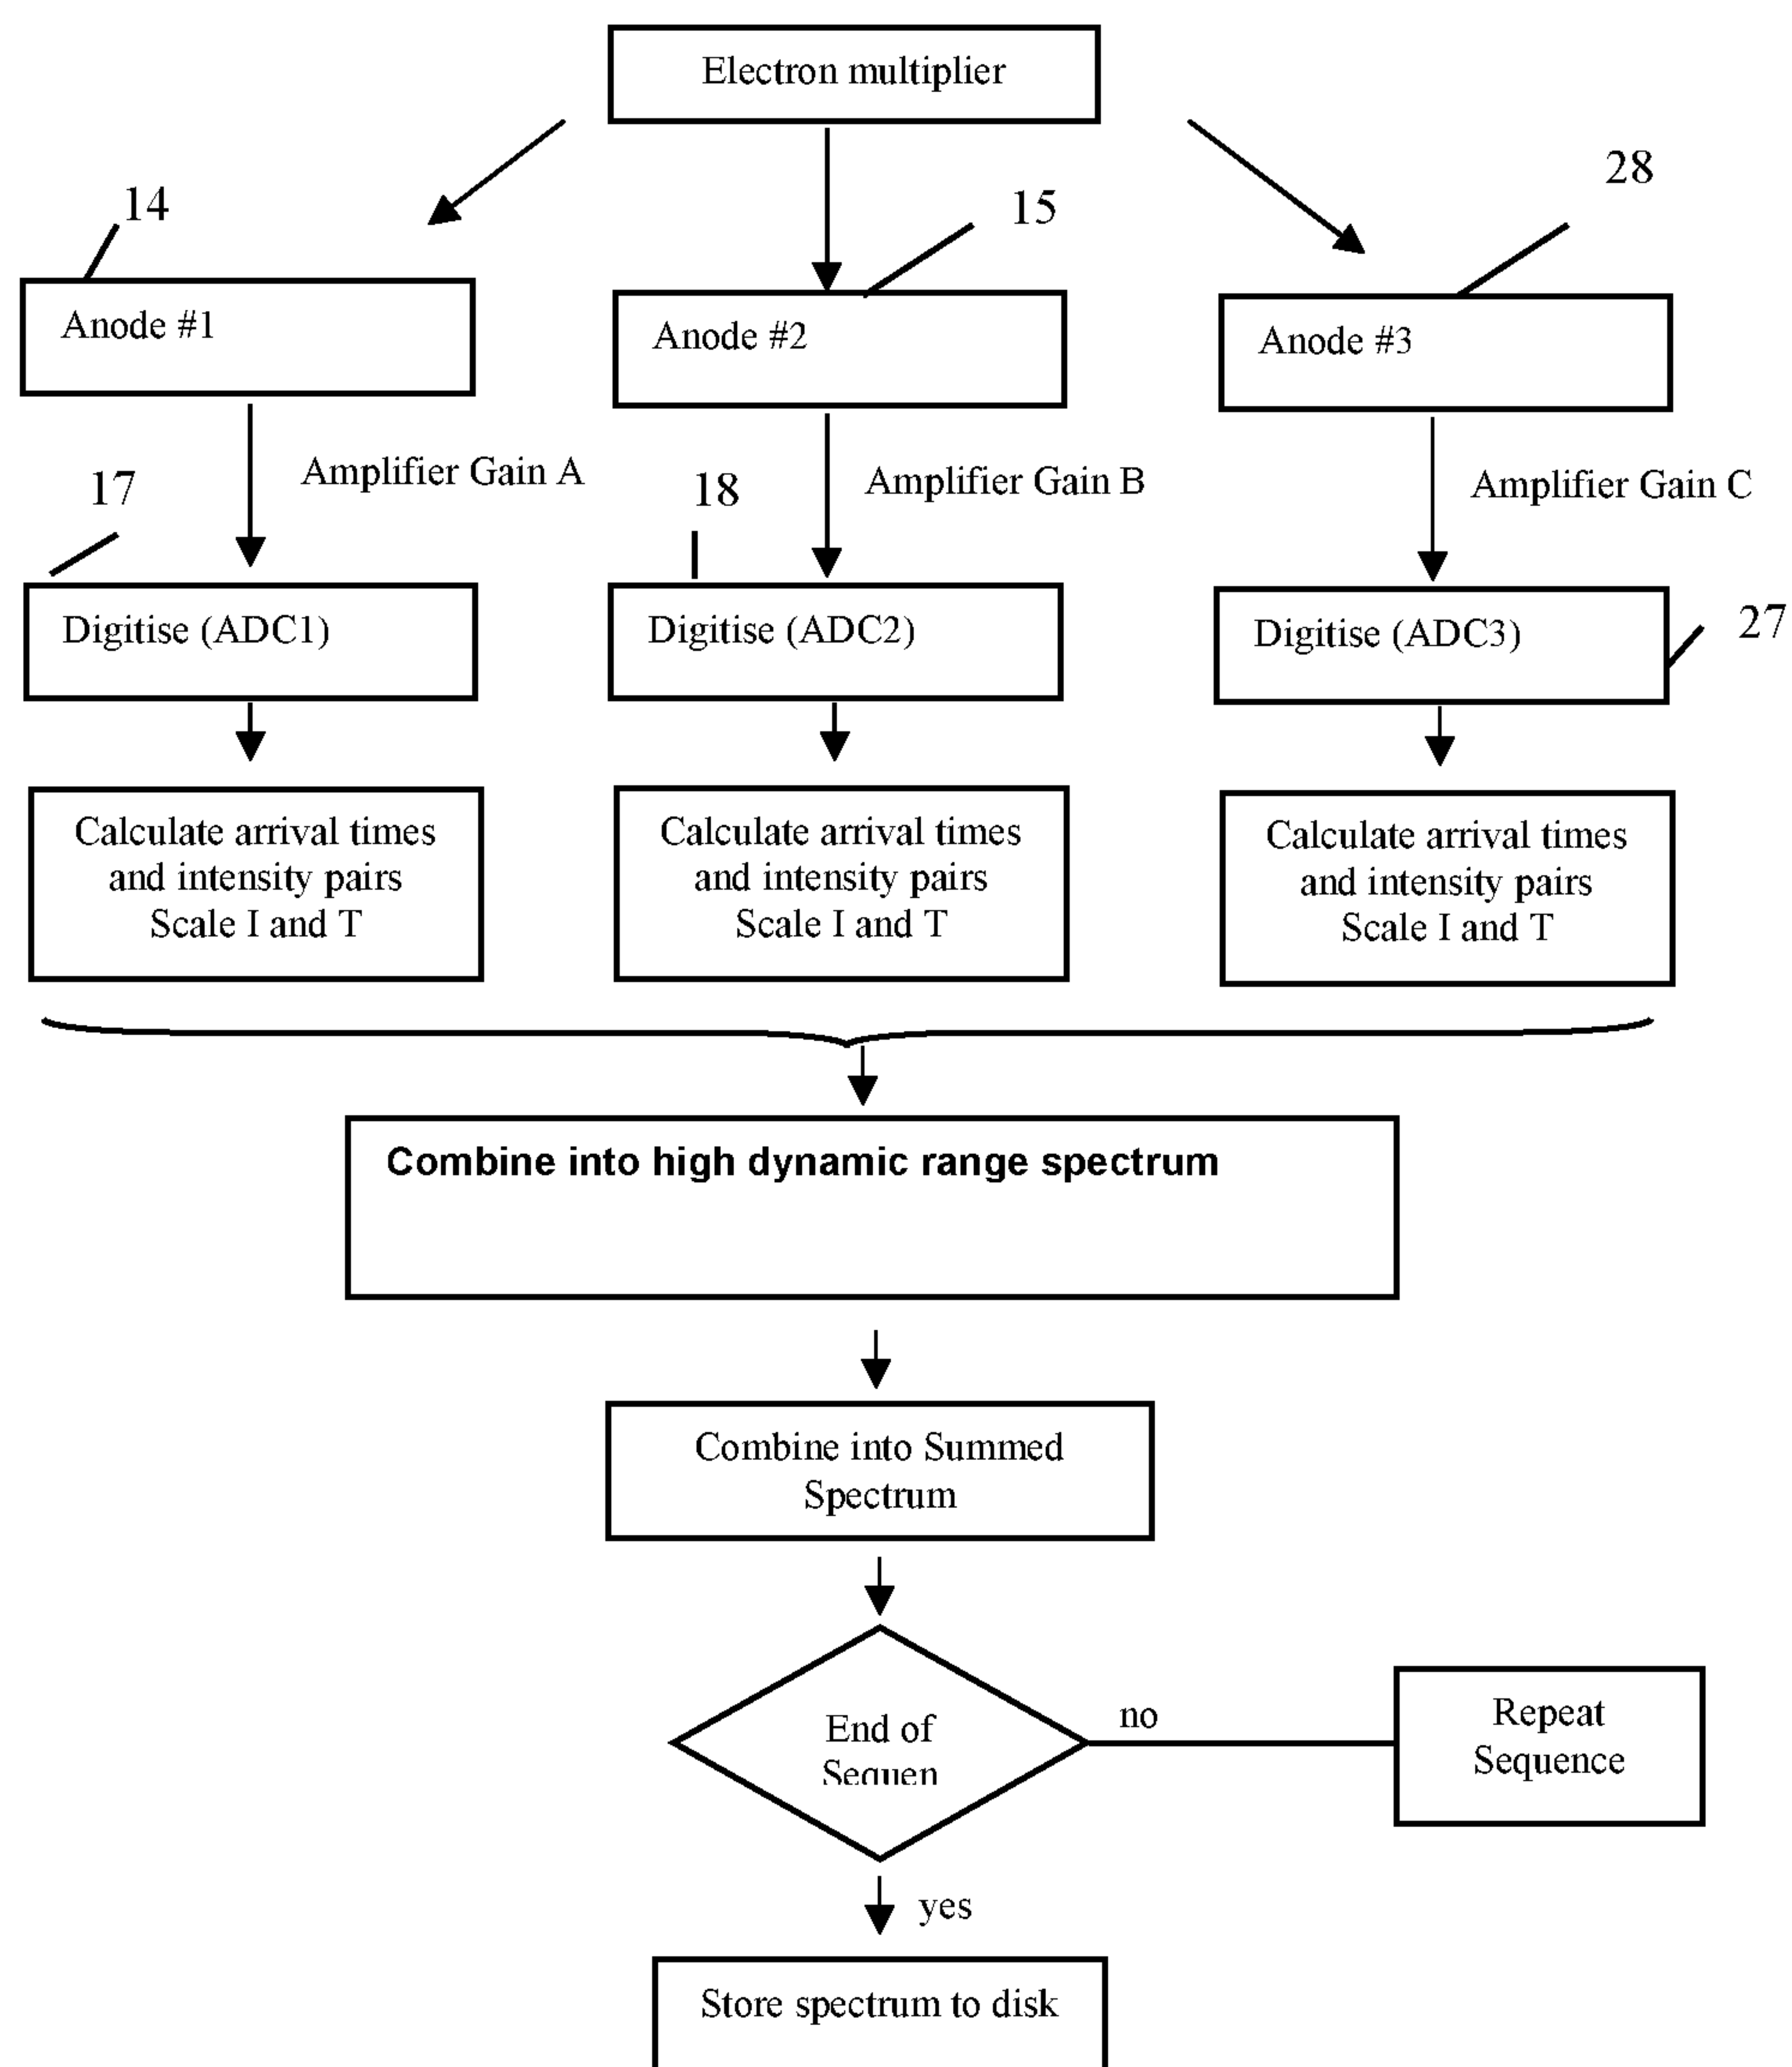 Electron multiplier
14
15
28
Anode #1
Anode #2
Anode #3
17
Amplifier Gain A
18
Amplifier Gain B
Amplifier Gain C
Digitise (ADC1)
Digitise (ADC2)
Digitise (ADC3)
27
Calculate arrival times
and intensity pairs
Scale I and T
Calculate arrival times
and intensity pairs
Scale I and T
Calculate arrival times
and intensity pairs
Scale I and T
Combine into high dynamic range spectrum
Combine into Summed
Spectrum
End of
Sequen
no
Repeat
Sequence
yes
Store spectrum to disk